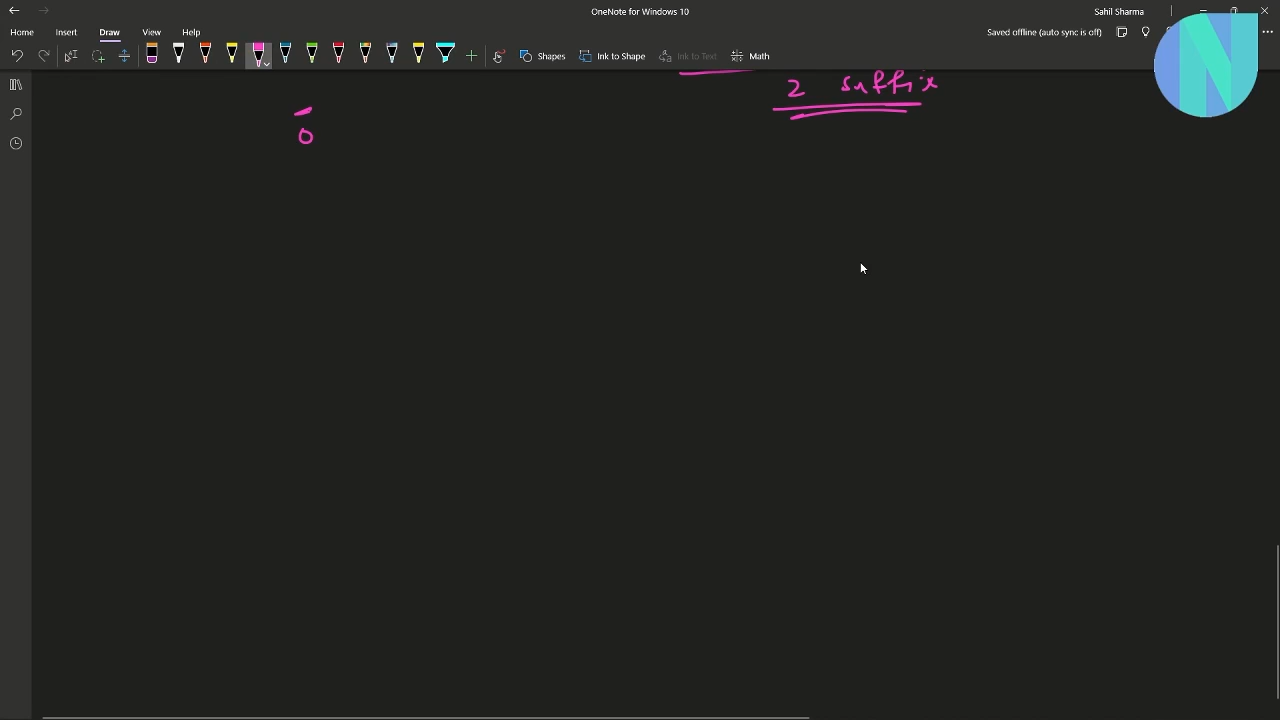 OneNote for Windows 10
Sahil Sharma
Home Insert Draw View Help
Saved offline (auto sync is off)
Shapes Ink to Shape Ink to Text Math
2 suffix
0